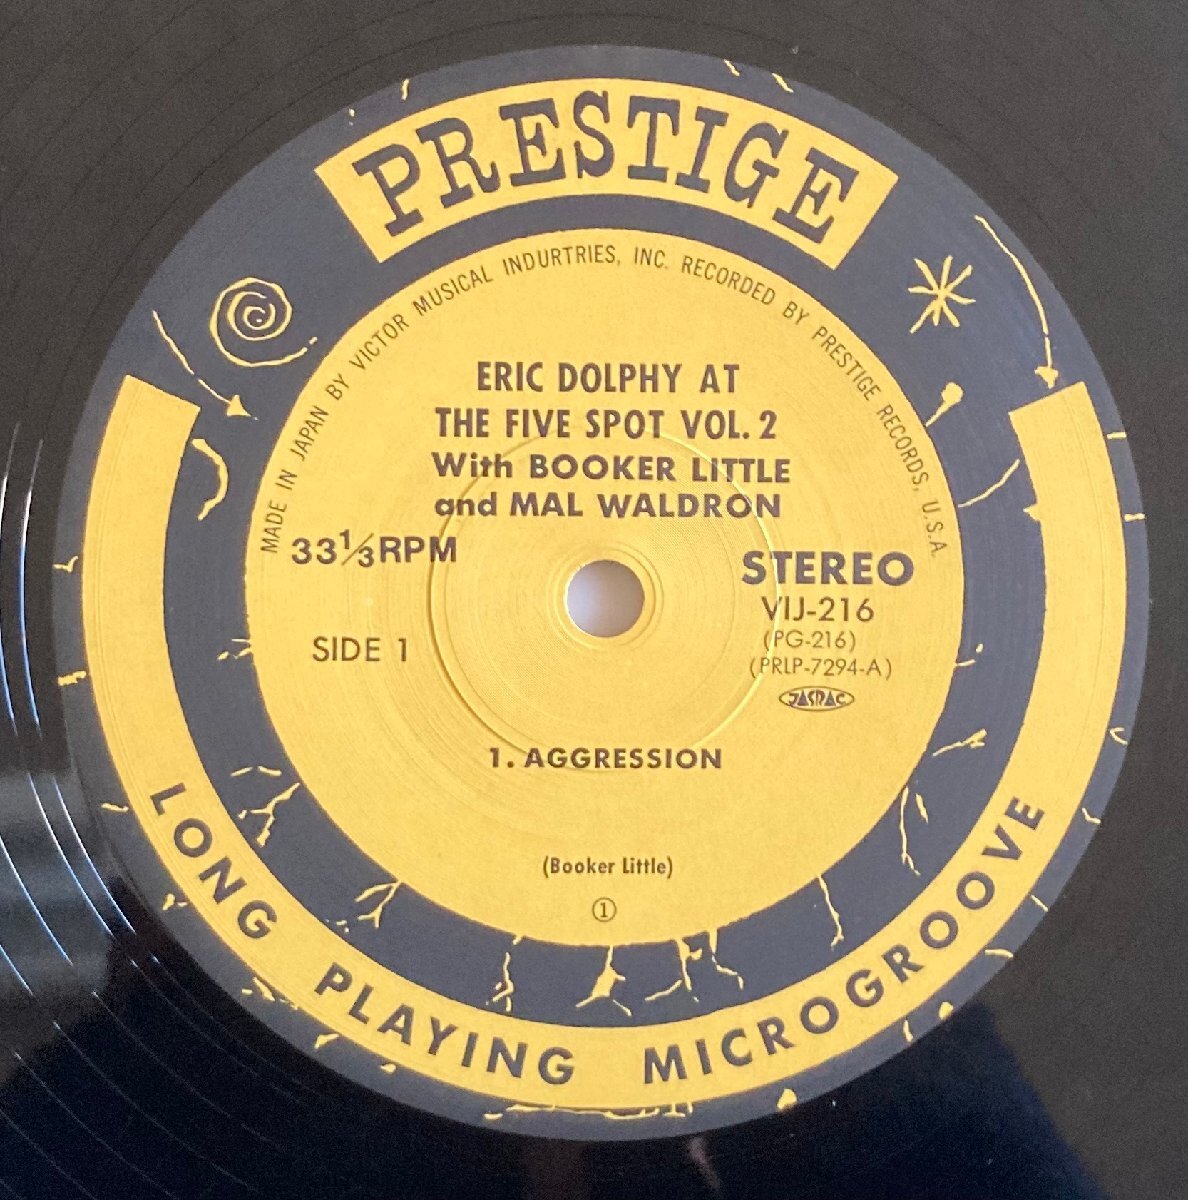 PRESTIGE
MADE IN JAPAN BY VICTOR MUSICAL INDURTRIES, INC. RECORDED BY PRESTIGE RECORDS, U.S.A.
ERIC DOLPHY AT
THE FIVE SPOT VOL. 2
With BOOKER LITTLE
and MAL WALDRON
33⅓RPM
SIDE 1
STEREO
VIJ-216
(PG-216)
(PRLP-7294-A)
JASRAC
1. AGGRESSION
(Booker Little)
①
LONG PLAYING MICROGROOVE